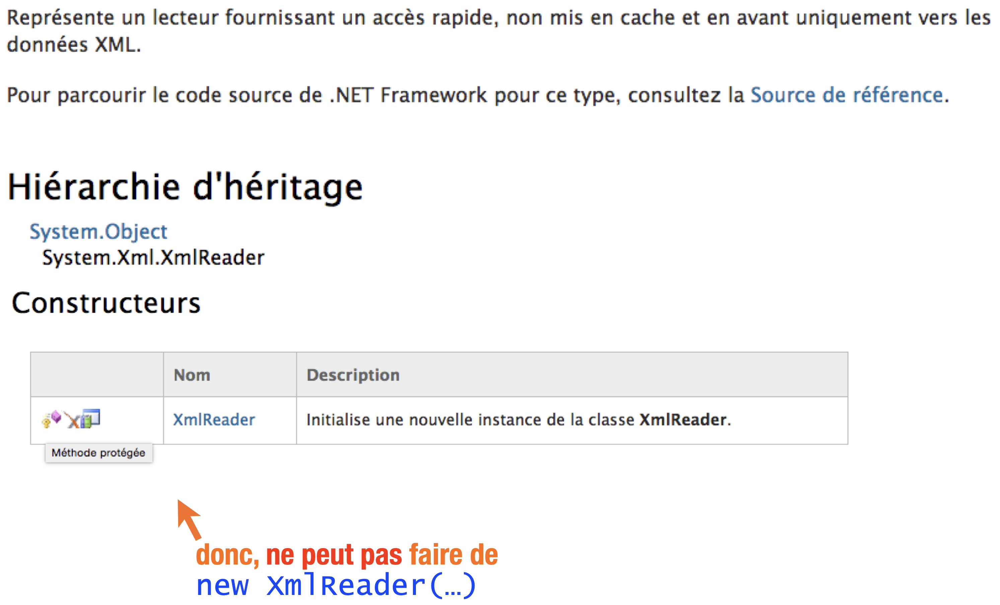 Représente un lecteur fournissant un accès rapide, non mis en cache et en avant uniquement vers les
données XML.
Pour parcourir le code source de .NET Framework pour ce type, consultez la Source de référence.
Hiérarchie d'héritage
System.Object
System.Xml.XmlReader
Constructeurs
Nom Description
XmlReader Initialise une nouvelle instance de la classe XmlReader.
Méthode protégée
donc, ne peut pas faire de
new XmlReader(…)